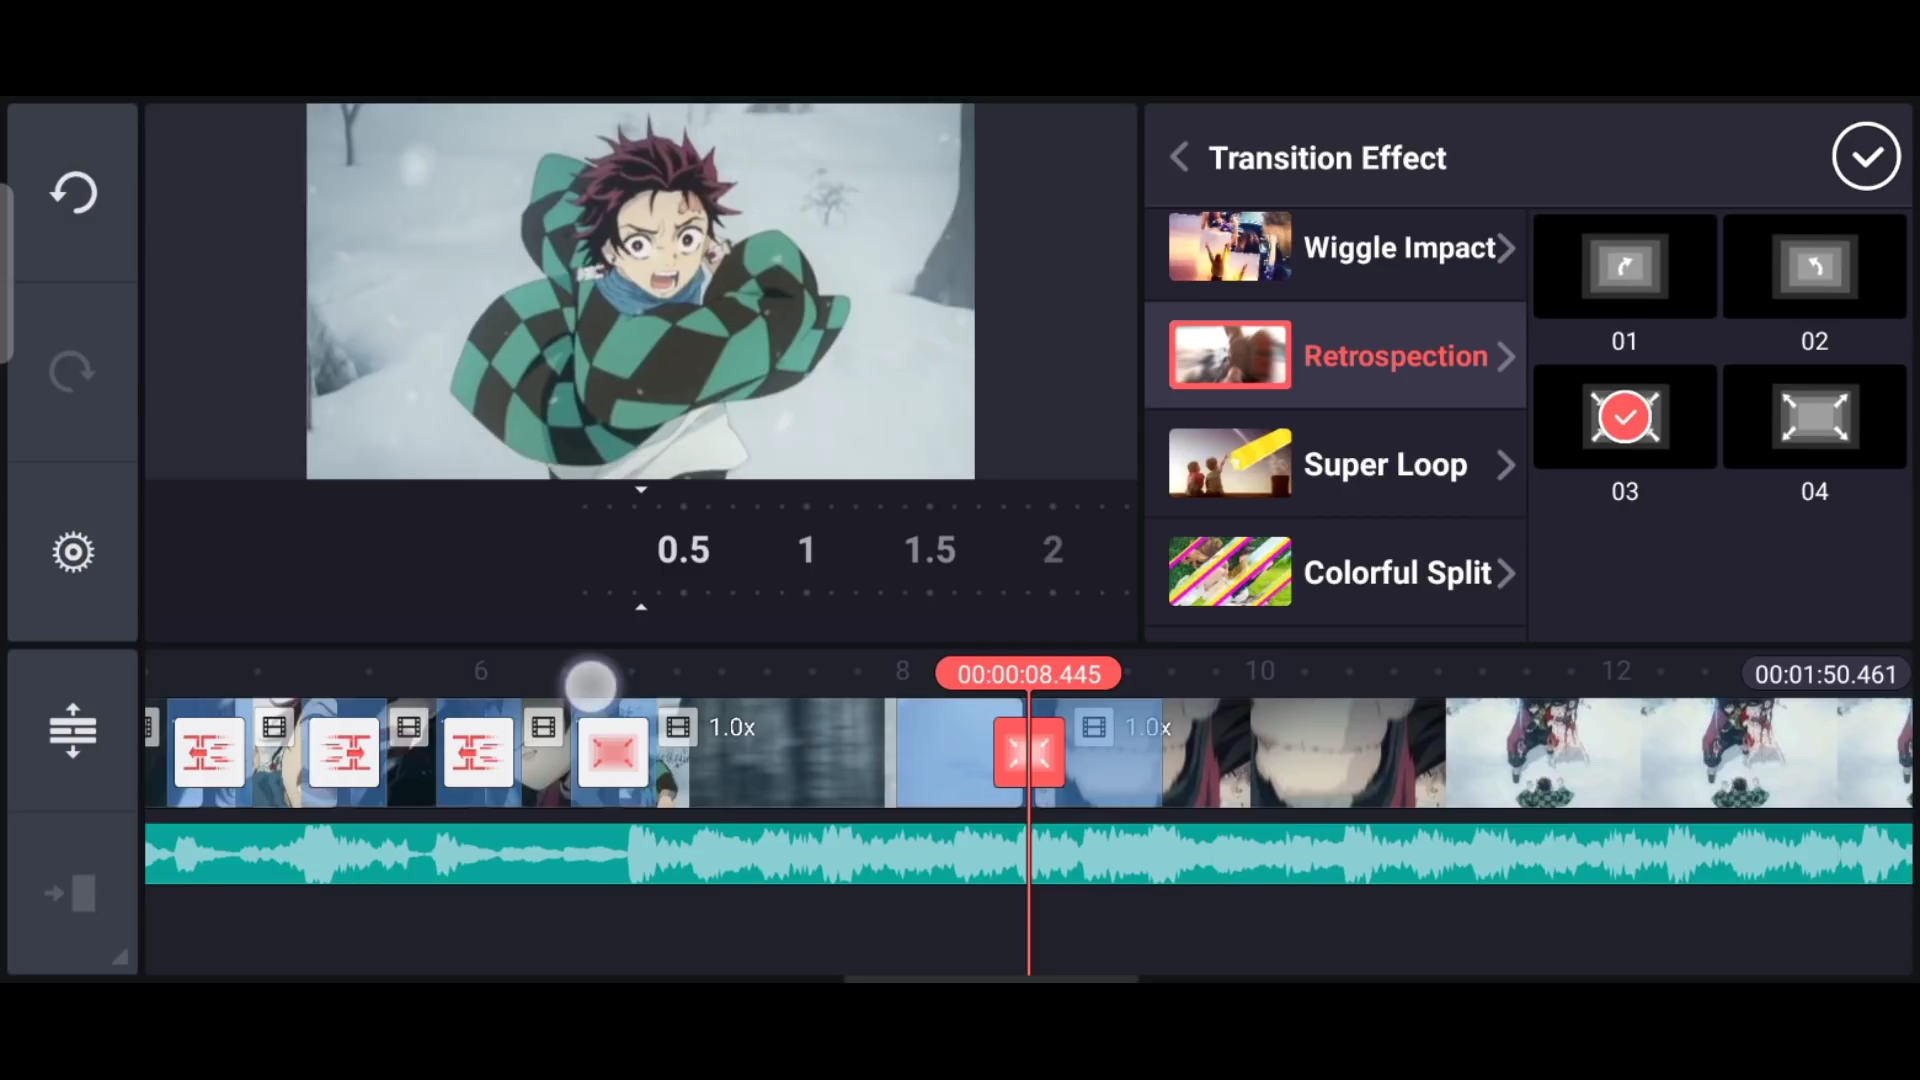 Transition Effect
Wiggle Impact
Retrospection
Super Loop
Colorful Split
01
02
03
04
0.5
1
1.5
2
6
8
00:00:08.445
10
12
00:01:50.461
1.0x
1.0x